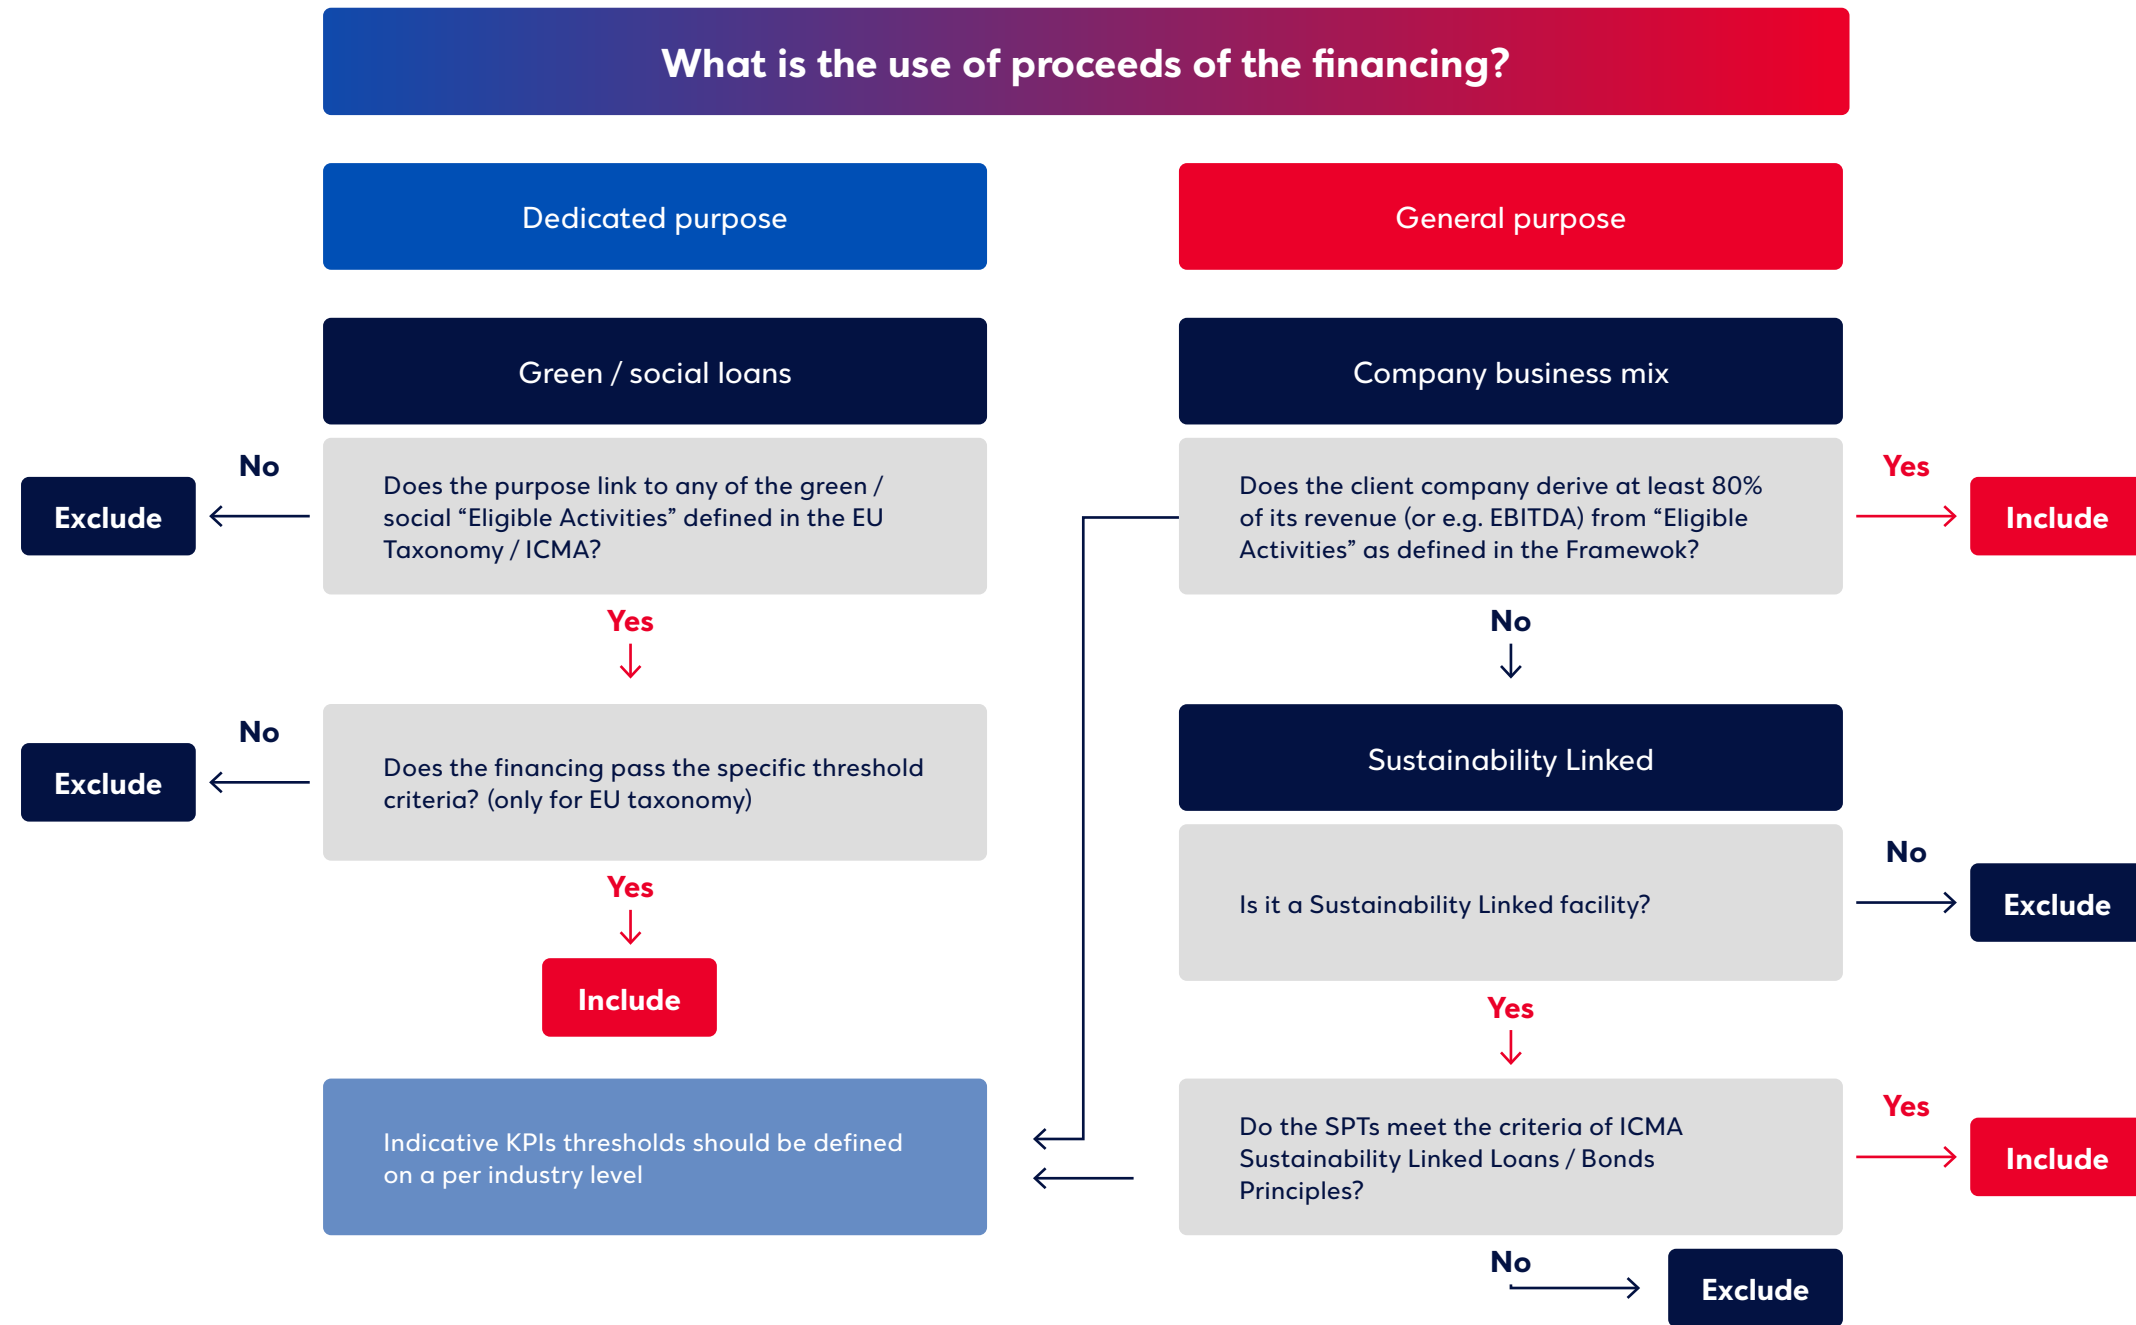 What is the use of proceeds of the financing?
Dedicated purpose
General purpose
Green / social loans
Company business mix
No
Exclude
Does the purpose link to any of the green /
social “Eligible Activities” defined in the EU
Taxonomy / ICMA?
Does the client company derive at least 80%
of its revenue (or e.g. EBITDA) from “Eligible
Activities” as defined in the Framewok?
Yes
Include
Yes
No
No
Exclude
Does the financing pass the specific threshold
criteria? (only for EU taxonomy)
Sustainability Linked
Is it a Sustainability Linked facility?
No
Exclude
Yes
Include
Yes
Indicative KPIs thresholds should be defined
on a per industry level
Do the SPTs meet the criteria of ICMA
Sustainability Linked Loans / Bonds
Principles?
Yes
Include
No
Exclude